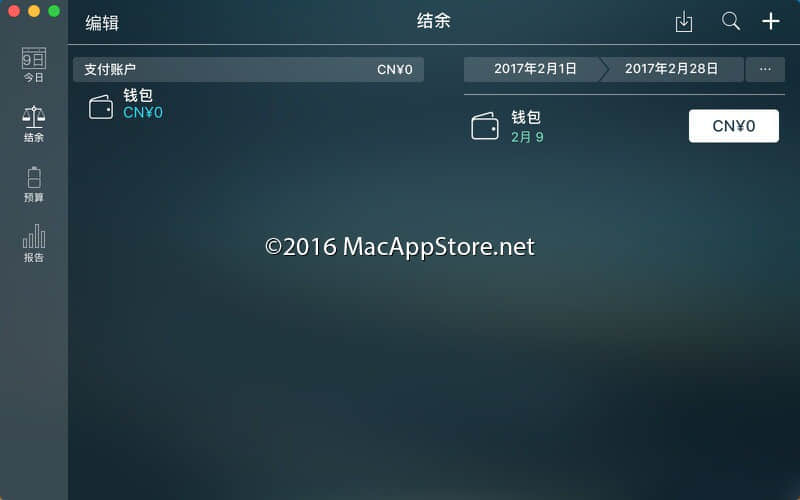 编辑
结余
9日
今日
结余
预算
报告
支付账户
CN¥0
钱包
CN¥0
2017年2月1日
2017年2月28日
...
钱包
2月 9
CN¥0
©2016 MacAppStore.net